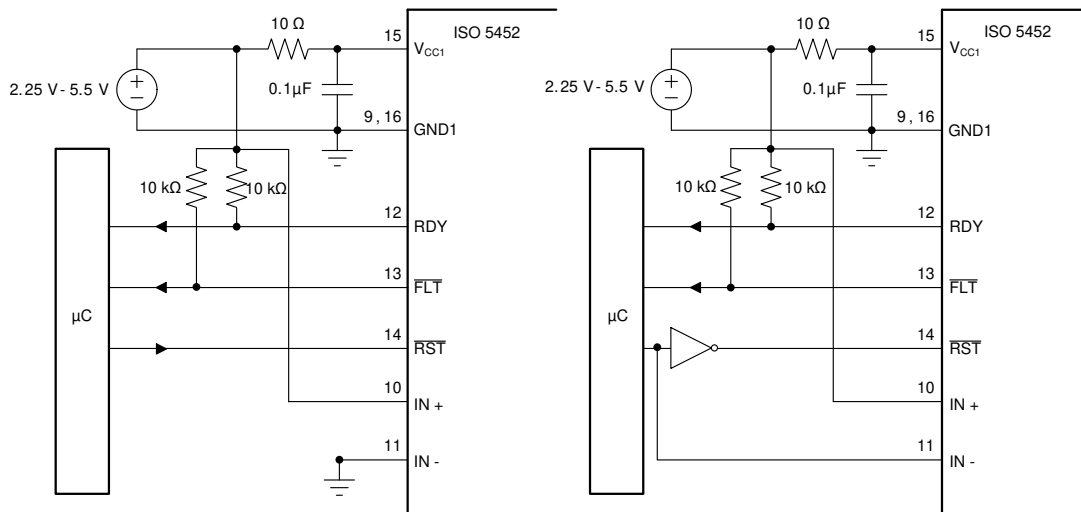 10 Ω
15
ISO 5452
VCC1
2.25 V - 5.5 V
0.1µF
9 , 16
GND1
10 kΩ
10 kΩ
12
RDY
13
FLT
µC
14
RST
10
IN +
11
IN -
10 Ω
15
ISO 5452
VCC1
2.25 V - 5.5 V
0.1µF
9, 16
GND1
10 kΩ
10 kΩ
12
RDY
13
FLT
µC
14
RST
10
IN +
11
IN -